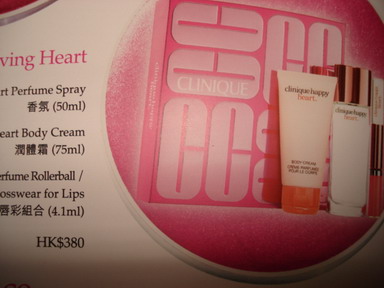 ving Heart
rt Perfume Spray
香氛 (50ml)
eart Body Cream
潤體霜 (75ml)
erfume Rollerball /
osswear for Lips
唇彩組合 (4.1ml)
HK$380
CLINIQUE
clinique happy
heart.
BODY CREAM
clinique happy
heart.